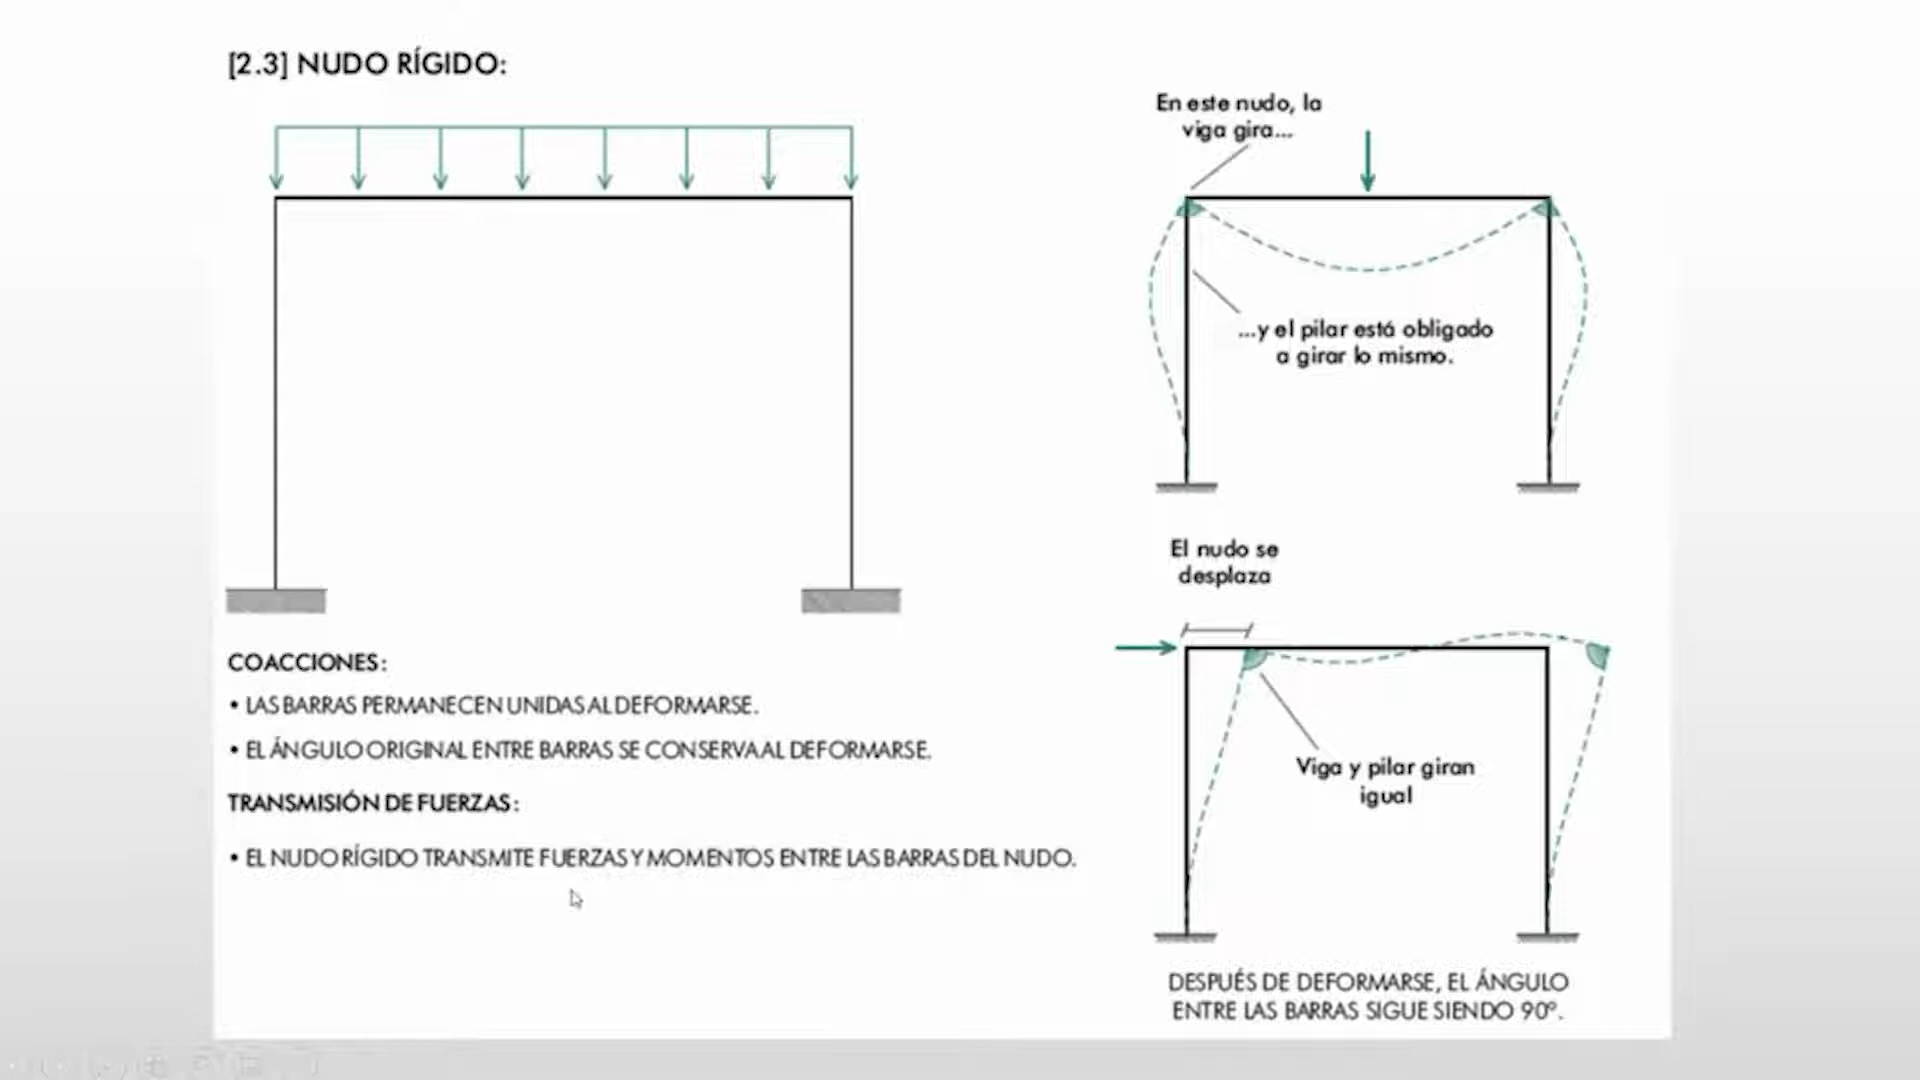 [2.3] NUDO RÍGIDO:
En este nudo, la
viga gira...
...y el pilar está obligado
a girar lo mismo.
El nudo se
desplaza
Viga y pilar giran
igual
DESPUÉS DE DEFORMARSE, EL ÁNGULO
ENTRE LAS BARRAS SIGUE SIENDO 90º.
COACCIONES:
• LAS BARRAS PERMANECEN UNIDAS AL DEFORMARSE.
• EL ÁNGULO ORIGINAL ENTRE BARRAS SE CONSERVA AL DEFORMARSE.
TRANSMISIÓN DE FUERZAS:
• EL NUDO RÍGIDO TRANSMITE FUERZAS Y MOMENTOS ENTRE LAS BARRAS DEL NUDO.